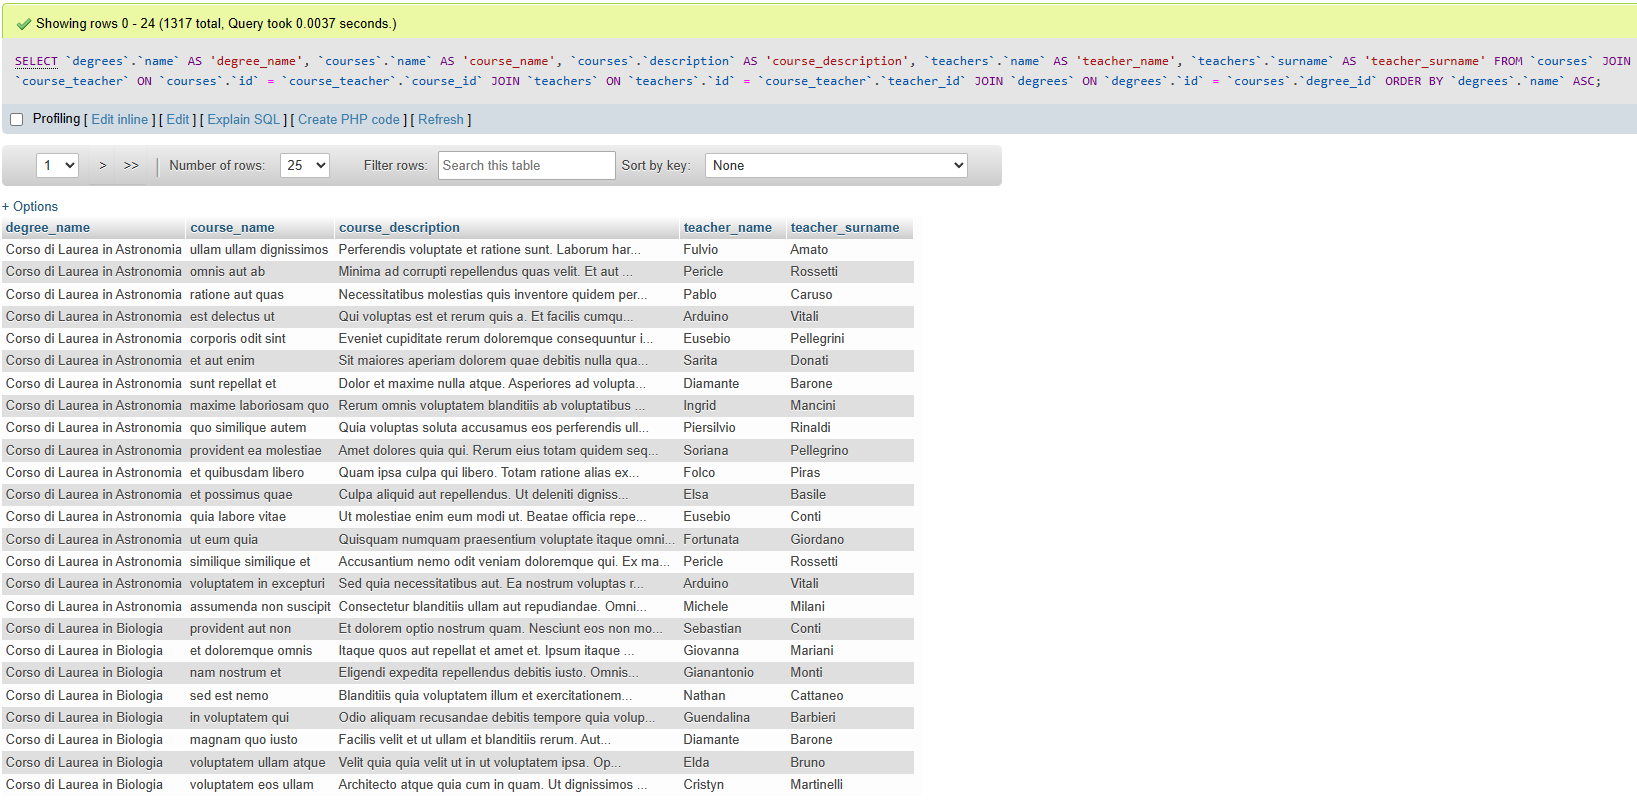 Showing rows 0 - 24 (1317 total, Query took 0.0037 seconds.)
SELECT `degrees`.`name` AS 'degree_name', `courses`.`name` AS 'course_name', `courses`.`description` AS 'course_description', `teachers`.`name` AS 'teacher_name', `teachers`.`surname` AS 'teacher_surname' FROM `courses` JOIN
`course_teacher` ON `courses`.`id` = `course_teacher`.`course_id` JOIN `teachers` ON `teachers`.`id` = `course_teacher`.`teacher_id` JOIN `degrees` ON `degrees`.`id` = `courses`.`degree_id` ORDER BY `degrees`.`name` ASC;
Profiling [ Edit inline ] [ Edit ] [ Explain SQL ] [ Create PHP code ] [ Refresh ]
1 > >> | Number of rows: 25 Filter rows: Search this table Sort by key: None
+ Options
degree_name course_name course_description teacher_name teacher_surname
Corso di Laurea in Astronomia ullam ullam dignissimos Perferendis voluptate et ratione sunt. Laborum har... Fulvio Amato
Corso di Laurea in Astronomia omnis aut ab Minima ad corrupti repellendus quas velit. Et aut ... Pericle Rossetti
Corso di Laurea in Astronomia ratione aut quas Necessitatibus molestias quis inventore quidem per... Pablo Caruso
Corso di Laurea in Astronomia est delectus ut Qui voluptas est et rerum quis a. Et facilis cumqu... Arduino Vitali
Corso di Laurea in Astronomia corporis odit sint Eveniet cupiditate rerum doloremque consequuntur i... Eusebio Pellegrini
Corso di Laurea in Astronomia et aut enim Sit maiores aperiam dolorem quae debitis nulla qua... Sarita Donati
Corso di Laurea in Astronomia sunt repellat et Dolor et maxime nulla atque. Asperiores ad volupta... Diamante Barone
Corso di Laurea in Astronomia maxime laboriosam quo Rerum omnis voluptatem blanditiis ab voluptatibus ... Ingrid Mancini
Corso di Laurea in Astronomia quo similique autem Quia voluptas soluta accusamus eos perferendis ull... Piersilvio Rinaldi
Corso di Laurea in Astronomia provident ea molestiae Amet dolores quia qui. Rerum eius totam quidem seq... Soriana Pellegrino
Corso di Laurea in Astronomia et quibusdam libero Quam ipsa culpa qui libero. Totam ratione alias ex... Folco Piras
Corso di Laurea in Astronomia et possimus quae Culpa aliquid aut repellendus. Ut deleniti digniss... Elsa Basile
Corso di Laurea in Astronomia quia labore vitae Ut molestiae enim eum modi ut. Beatae officia repe... Eusebio Conti
Corso di Laurea in Astronomia ut eum quia Quisquam numquam praesentium voluptate itaque omni... Fortunata Giordano
Corso di Laurea in Astronomia similique similique et Accusantium nemo odit veniam doloremque qui. Ex ma... Pericle Rossetti
Corso di Laurea in Astronomia voluptatem in excepturi Sed quia necessitatibus aut. Ea nostrum voluptas r... Arduino Vitali
Corso di Laurea in Astronomia assumenda non suscipit Consectetur blanditiis ullam aut repudiandae. Omni... Michele Milani
Corso di Laurea in Biologia provident aut non Et dolorem optio nostrum quam. Nesciunt eos non mo... Sebastian Conti
Corso di Laurea in Biologia et doloremque omnis Itaque quos aut repellat et amet et. Ipsum itaque ... Giovanna Mariani
Corso di Laurea in Biologia nam nostrum et Eligendi expedita repellendus debitis iusto. Omnis... Gianantonio Monti
Corso di Laurea in Biologia sed est nemo Blanditiis quia voluptatem illum et exercitationem... Nathan Cattaneo
Corso di Laurea in Biologia in voluptatem qui Odio aliquam recusandae debitis tempore quia volup... Guendalina Barbieri
Corso di Laurea in Biologia magnam quo iusto Facilis velit et ut ullam et blanditiis rerum. Aut... Diamante Barone
Corso di Laurea in Biologia voluptatem ullam atque Velit quia quia velit ut in ut voluptatem ipsa. Op... Elda Bruno
Corso di Laurea in Biologia voluptatem eos ullam Architecto atque quia cum in quam. Ut dignissimos ... Cristyn Martinelli